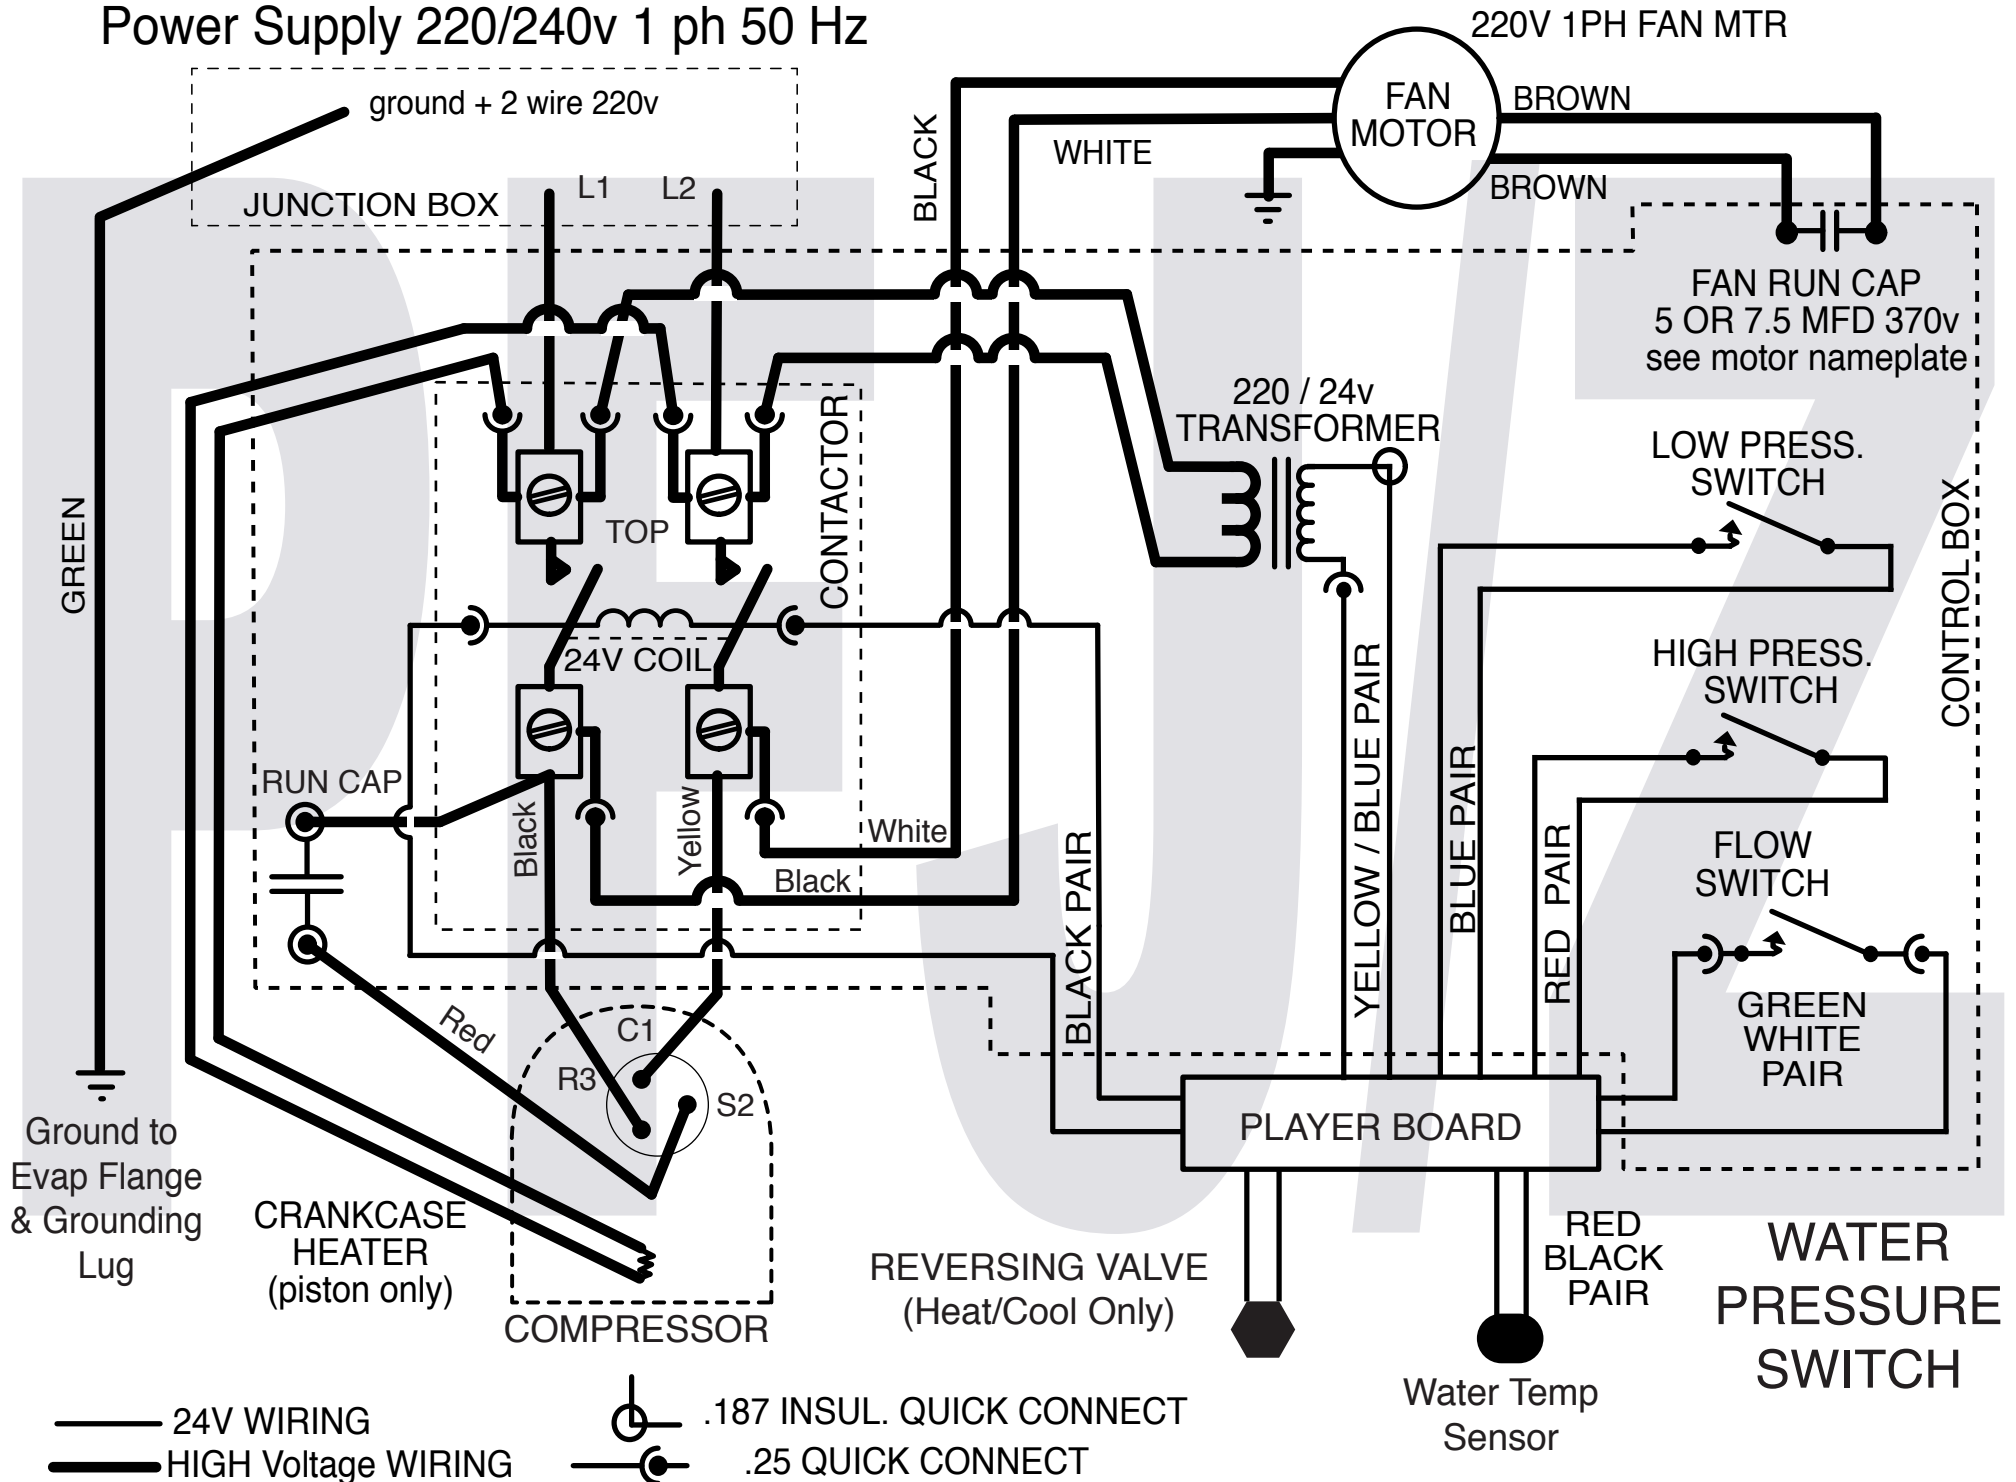 Power Supply 220/240v 1 ph 50 Hz
220V 1PH FAN MTR
ground + 2 wire 220v
FAN
MOTOR
BROWN
BLACK
WHITE
BROWN
L1
L2
JUNCTION BOX
FAN RUN CAP
5 OR 7.5 MFD 370v
see motor nameplate
220 / 24v
TRANSFORMER
CONTACTOR
LOW PRESS.
SWITCH
CONTROL BOX
GREEN
TOP
24V COIL
HIGH PRESS.
SWITCH
RUN CAP
Black
Yellow
White
Black
BLACK PAIR
YELLOW / BLUE PAIR
BLUE PAIR
RED PAIR
FLOW
SWITCH
GREEN
WHITE
PAIR
Red
C1
R3
S2
PLAYER BOARD
Ground to
Evap Flange
& Grounding
Lug
CRANKCASE
HEATER
(piston only)
COMPRESSOR
REVERSING VALVE
(Heat/Cool Only)
RED
BLACK
PAIR
WATER
PRESSURE
SWITCH
Water Temp
Sensor
24V WIRING
HIGH Voltage WIRING
.187 INSUL. QUICK CONNECT
.25 QUICK CONNECT
PF J/Z